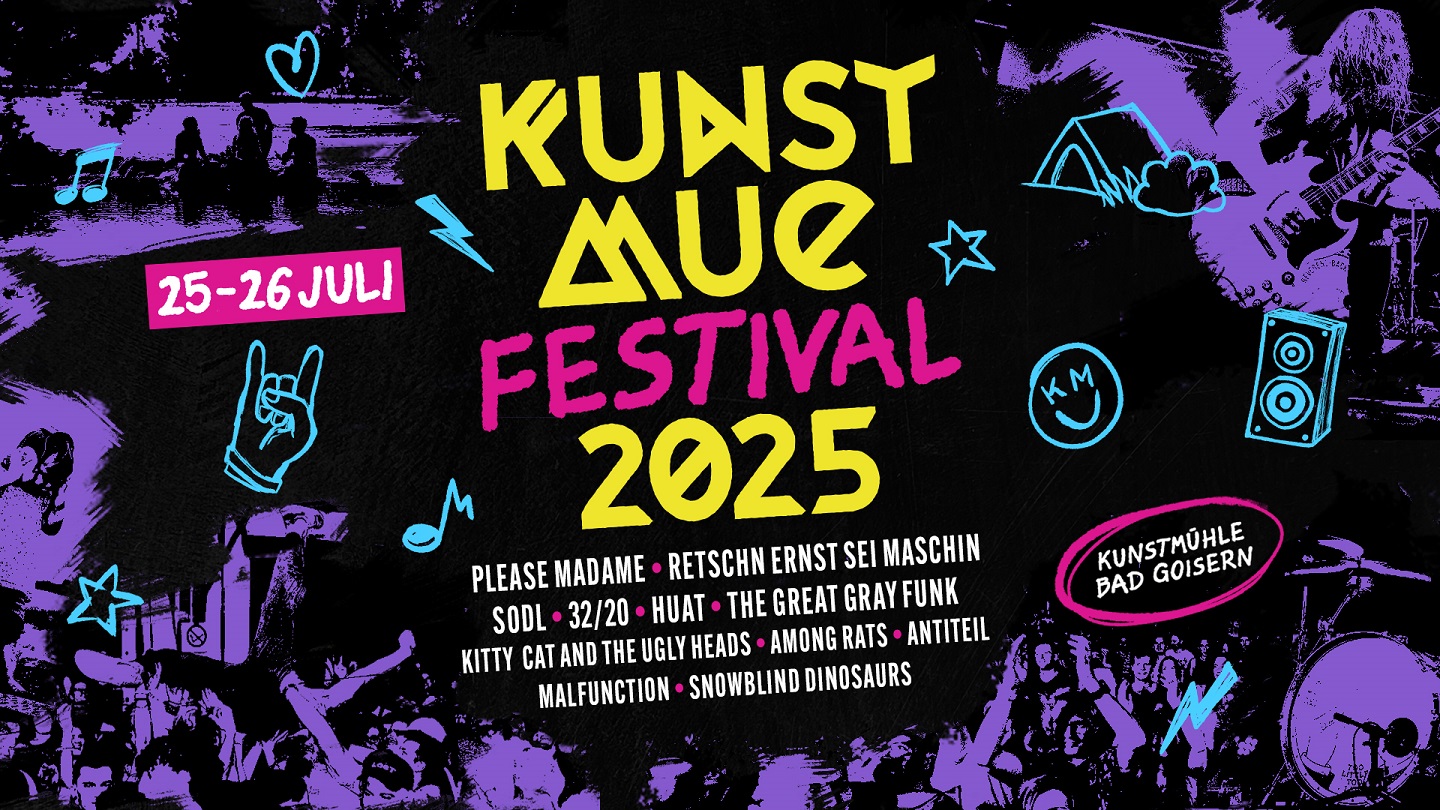 KUNST
MUE
FESTIVAL
2025
25-26 JULI
KM
PLEASE MADAME • RETSCHN ERNST SEI MASCHIN
SODL • 32/20 • HUAT • THE GREAT GRAY FUNK
KITTY CAT AND THE UGLY HEADS • AMONG RATS • ANTITEIL
MALFUNCTION • SNOWBLIND DINOSAURS
KUNSTMÜHLE
BAD GOISERN